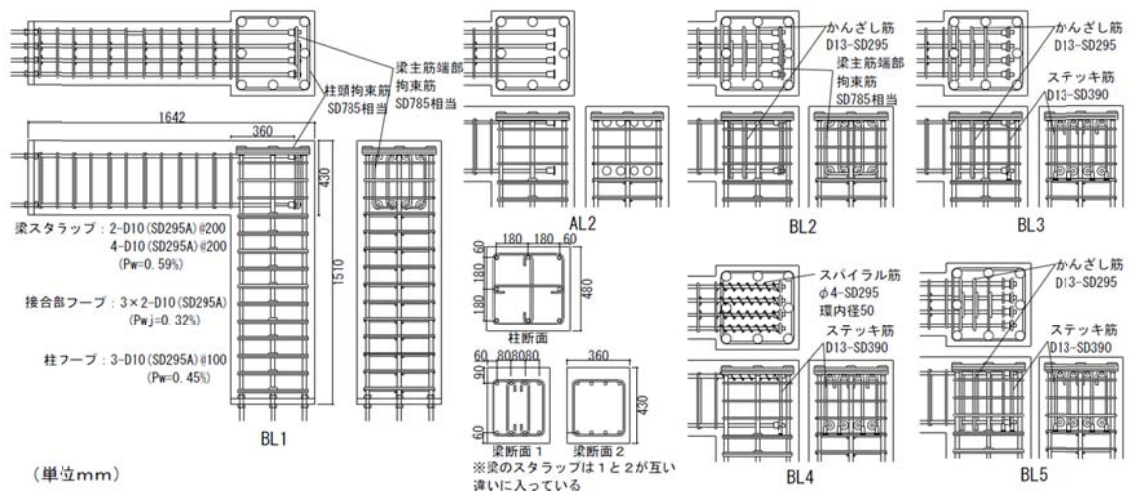 梁主筋端部
拘束筋
SD785相当
柱頭拘束筋
SD785相当
1642
360
430
1510
梁スタラップ：2-D10(SD295A)@200
4-D10(SD295A)@200
(Pw=0.59%)
接合部フープ：3×2-D10(SD295A)
(Pwj=0.32%)
柱フープ：3-D10(SD295A)@100
(Pw=0.45%)
BL1
（単位mm）
AL2
かんざし筋
D13-SD295
梁主筋端部
拘束筋
SD785相当
BL2
かんざし筋
D13-SD295
ステッキ筋
D13-SD390
BL3
60 180 180 60
60
180
180
480
柱断面
60 808080
90
60
梁断面１
360
430
梁断面２
※梁のスタラップは１と２が互い
違いに入っている
スパイラル筋
φ4-SD295
環内径50
ステッキ筋
D13-SD390
BL4
かんざし筋
D13-SD295
ステッキ筋
D13-SD390
BL5